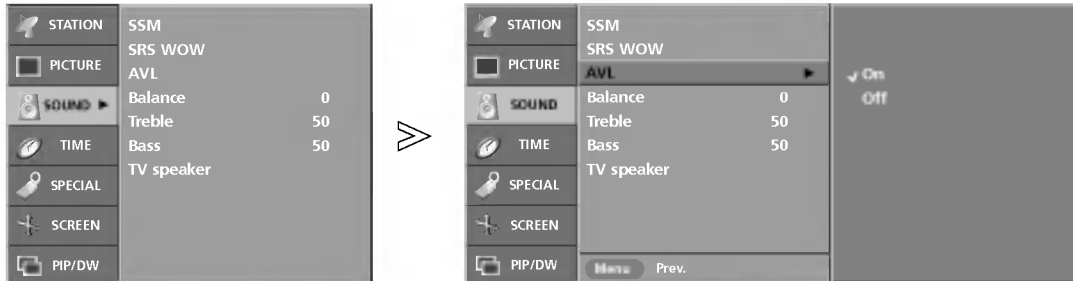 STATION
PICTURE
SOUND
TIME
SPECIAL
SCREEN
PIP/DW
SSM
SRS WOW
AVL
Balance 0
Treble 50
Bass 50
TV speaker
STATION
PICTURE
SOUND
TIME
SPECIAL
SCREEN
PIP/DW
SSM
SRS WOW
AVL
Balance 0
Treble 50
Bass 50
TV speaker
Menu Prev.
On
Off